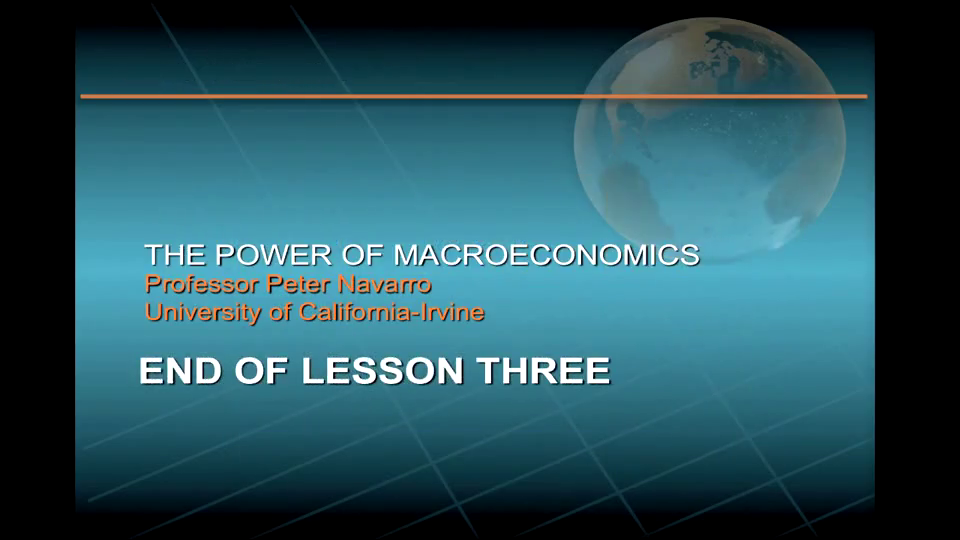 THE POWER OF MACROECONOMICS
Professor Peter Navarro
University of California-Irvine
END OF LESSON THREE